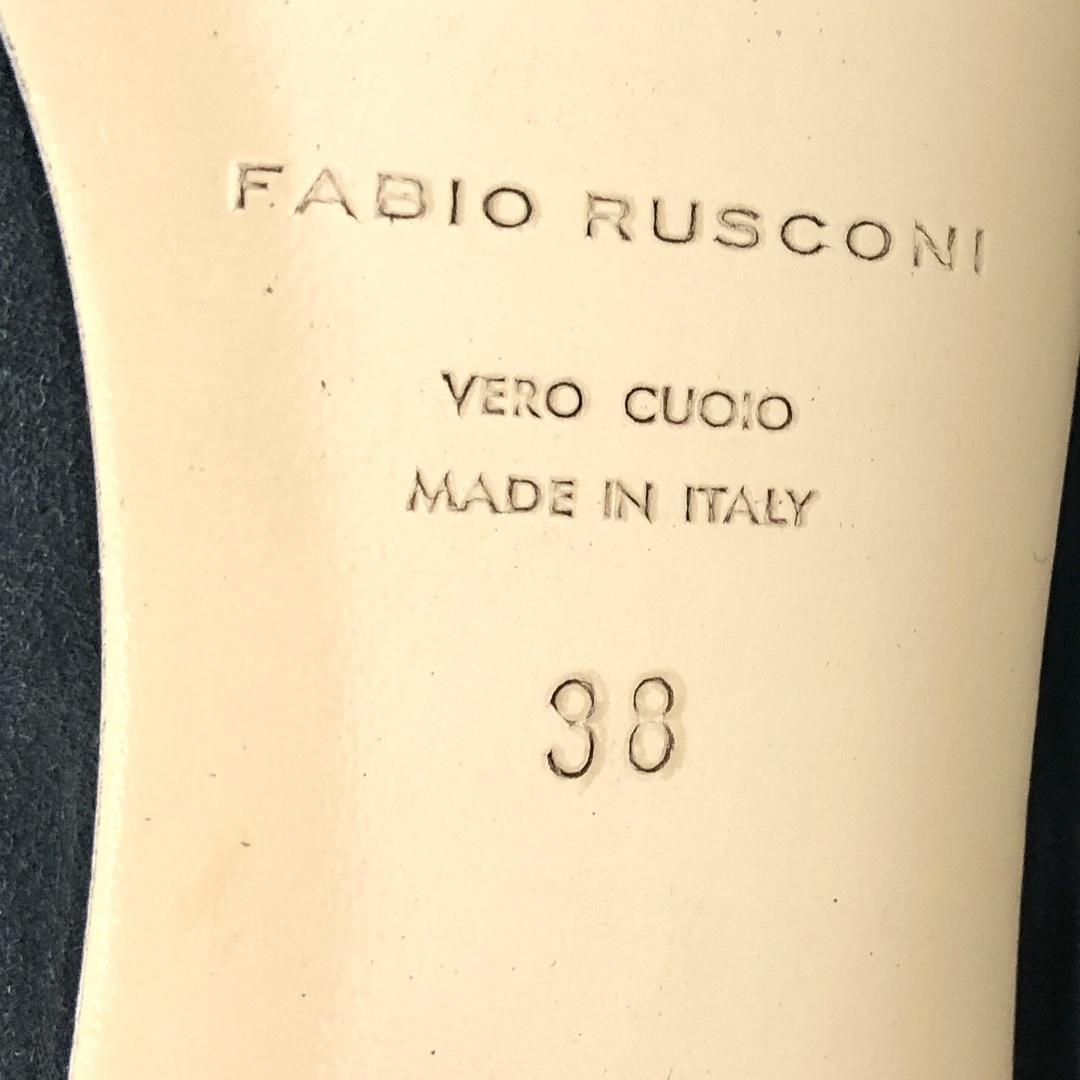 FABIO RUSCONI
VERO CUOIO
MADE IN ITALY
38